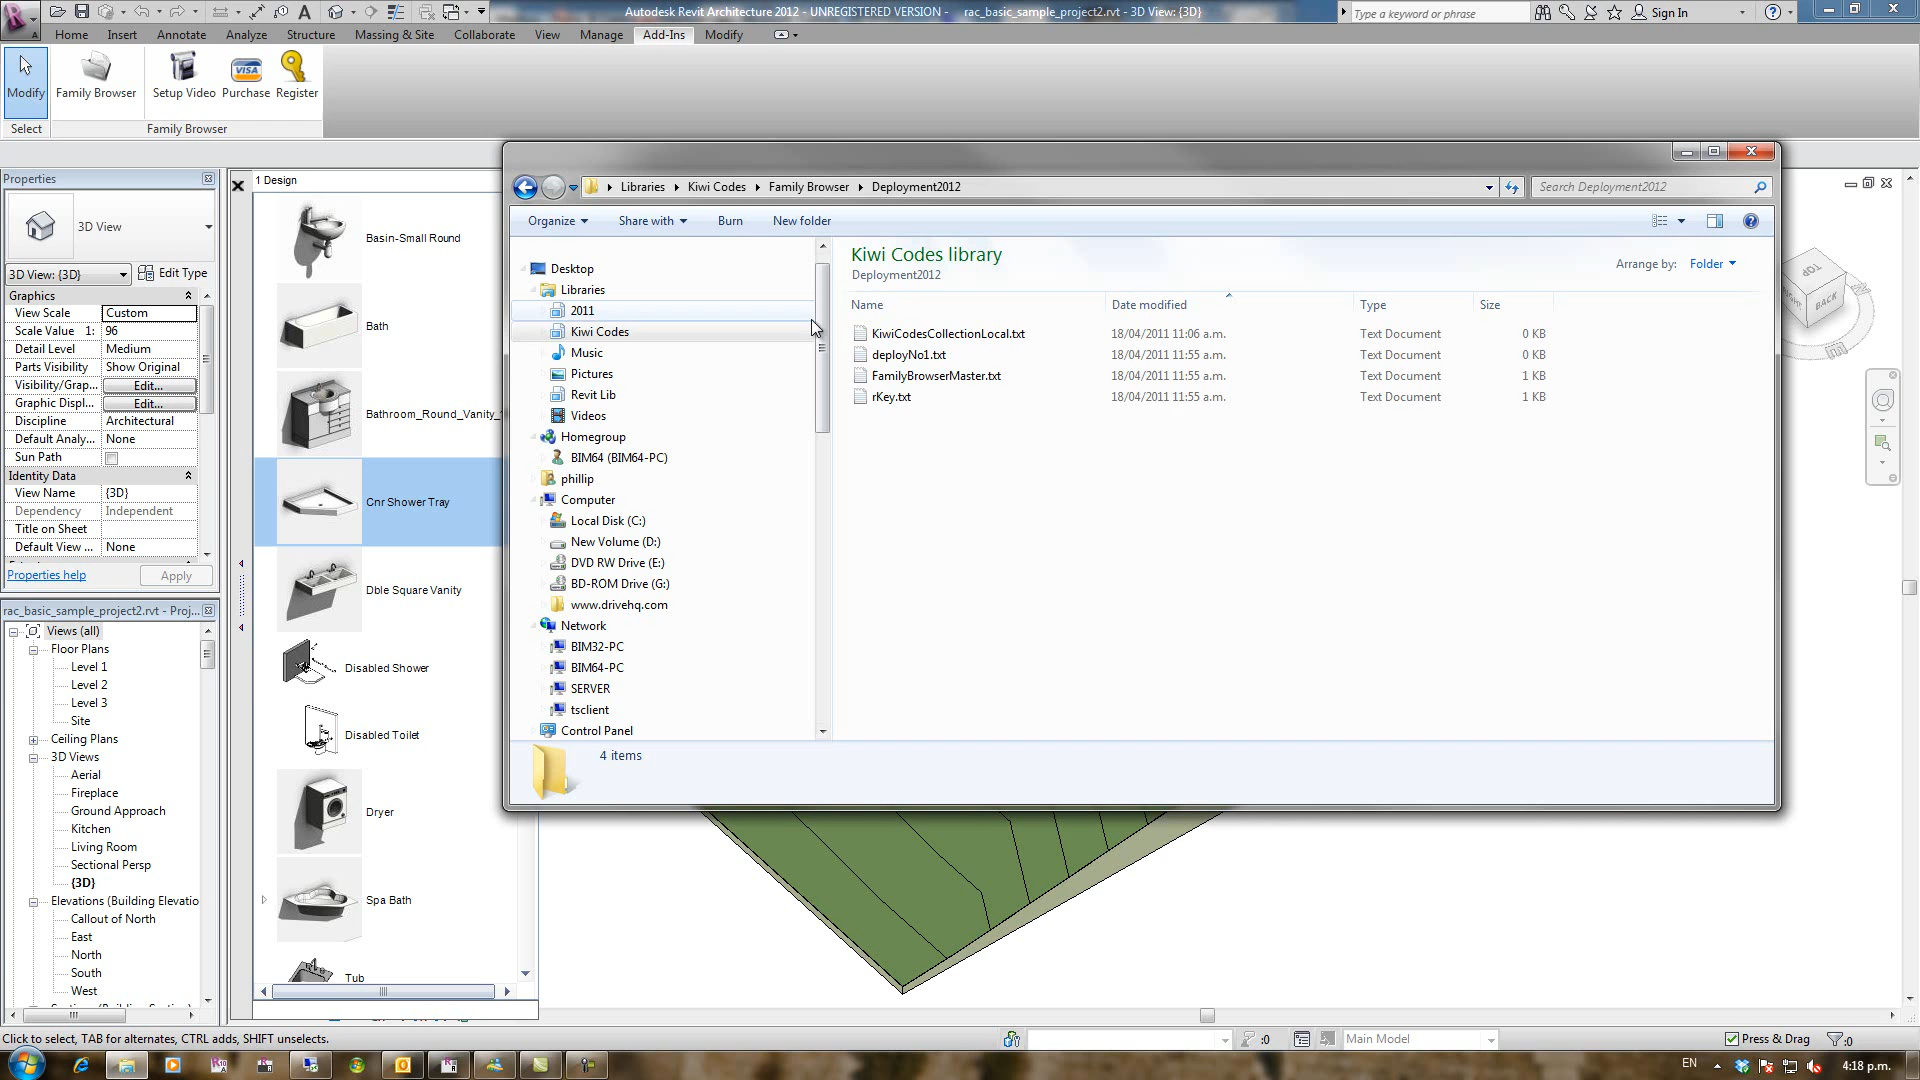 Autodesk Revit Architecture 2012 - UNREGISTERED VERSION - rac_basic_sample_project2.rvt - 3D View: {3D}
Type a keyword or phrase
Sign In
Home Insert Annotate Analyze Structure Massing & Site Collaborate View Manage Add-Ins Modify
Modify Family Browser Setup Video Purchase Register
VISA
Select Family Browser
Properties
3D View
3D View: {3D} Edit Type
Graphics
View Scale Custom
Scale Value 1: 96
Detail Level Medium
Parts Visibility Show Original
Visibility/Grap... Edit...
Graphic Displ... Edit...
Discipline Architectural
Default Analy... None
Sun Path
Identity Data
View Name {3D}
Dependency Independent
Title on Sheet
Default View ... None
Properties help Apply
rac_basic_sample_project2.rvt - Proj...
Views (all)
Floor Plans
Level 1
Level 2
Level 3
Site
Ceiling Plans
3D Views
Aerial
Fireplace
Ground Approach
Kitchen
Living Room
Sectional Persp
{3D}
Elevations (Building Elevatio
Callout of North
East
North
South
West
1 Design
Basin-Small Round
Bath
Bathroom_Round_Vanity_
Cnr Shower Tray
Dble Square Vanity
Disabled Shower
Disabled Toilet
Dryer
Spa Bath
Tub
Libraries Kiwi Codes Family Browser Deployment2012
Search Deployment2012
Organize Share with Burn New folder
Desktop
Libraries
2011
Kiwi Codes
Music
Pictures
Revit Lib
Videos
Homegroup
BIM64 (BIM64-PC)
phillip
Computer
Local Disk (C:)
New Volume (D:)
DVD RW Drive (E:)
BD-ROM Drive (G:)
www.drivehq.com
Network
BIM32-PC
BIM64-PC
SERVER
tsclient
Control Panel
Kiwi Codes library
Deployment2012
Arrange by: Folder
Name Date modified Type Size
KiwiCodesCollectionLocal.txt 18/04/2011 11:06 a.m. Text Document 0 KB
deployNo1.txt 18/04/2011 11:55 a.m. Text Document 0 KB
FamilyBrowserMaster.txt 18/04/2011 11:55 a.m. Text Document 1 KB
rKey.txt 18/04/2011 11:55 a.m. Text Document 1 KB
4 items
TOP
BACK
Click to select, TAB for alternates, CTRL adds, SHIFT unselects.
:0
Main Model
Press & Drag
:0
EN
4:18 p.m.